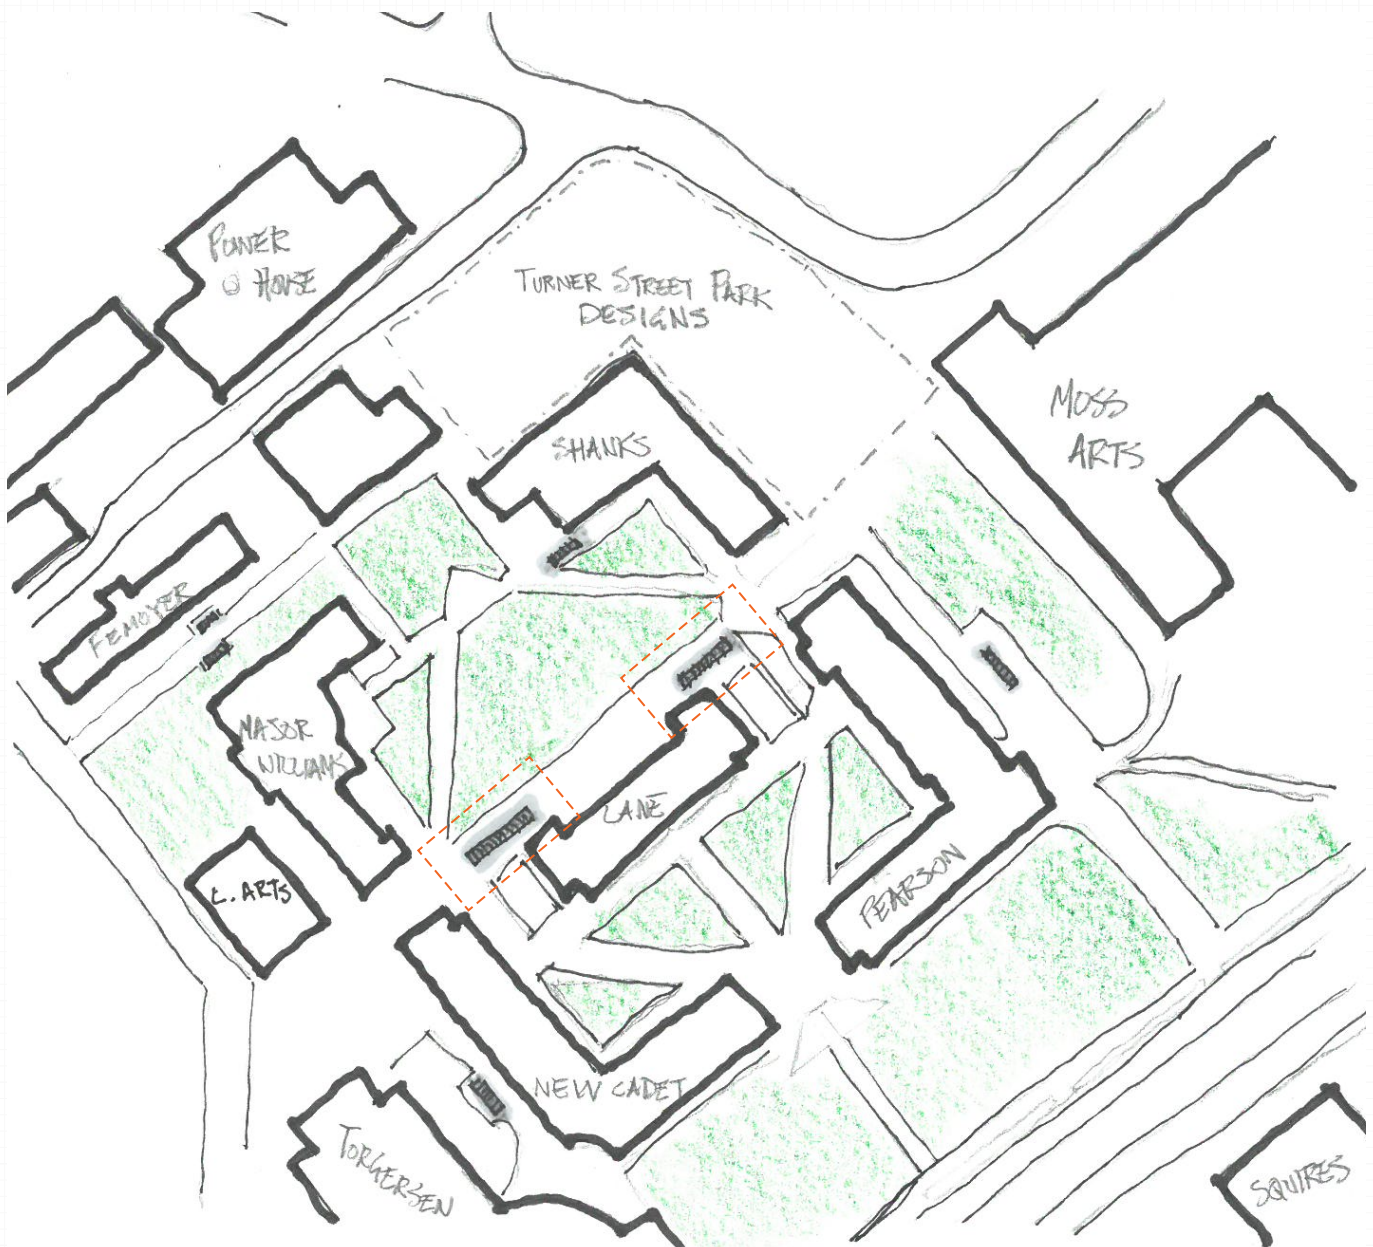 POWER
HOUSE
TURNER STREET PARK
DESIGNS
MOSS
ARTS
SHANKS
FEMOYER
MAJOR
WILLIAMS
LANE
L. ARTS
PEARSON
NEW CADET
TORGERSEN
SQUIRES